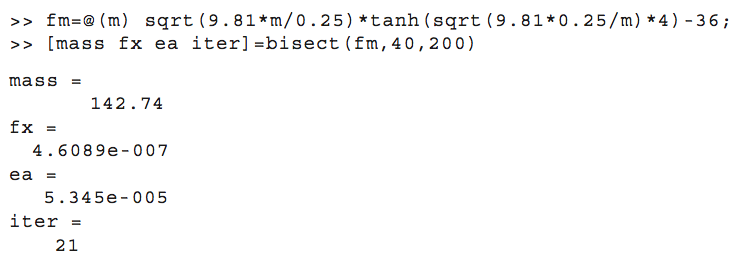 >> fm=@(m) sqrt(9.81*m/0.25)*tanh(sqrt(9.81*0.25/m)*4)-36;
>> [mass fx ea iter]=bisect(fm,40,200)
mass =
142.74
fx =
4.6089e-007
ea =
5.345e-005
iter =
21